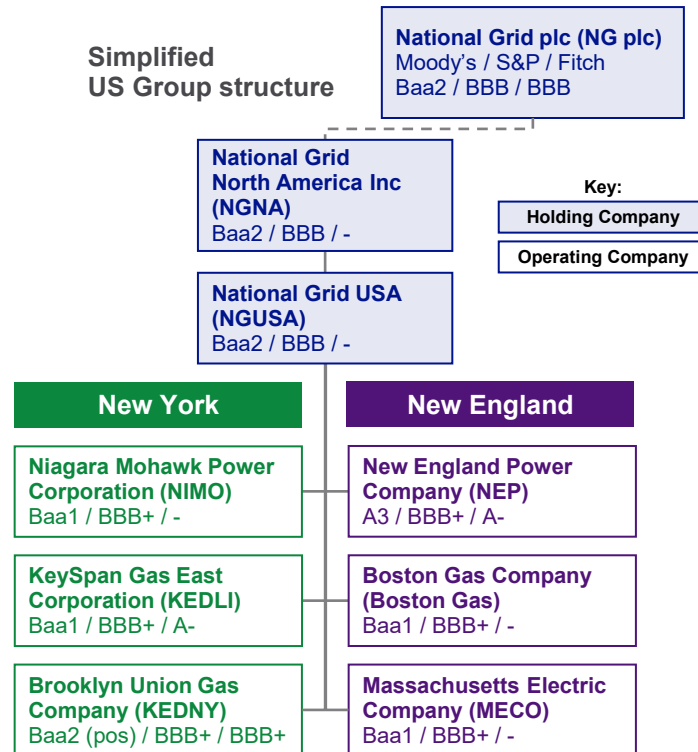 Simplified
US Group structure
National Grid plc (NG plc)
Moody's / S&P / Fitch
Baa2 / BBB / BBB
National Grid
North America Inc
(NGNA)
Baa2 / BBB / -
Key:
Holding Company
Operating Company
National Grid USA
(NGUSA)
Baa2 / BBB / -
New York
New England
Niagara Mohawk Power
Corporation (NIMO)
Baa1 / BBB+ / -
New England Power
Company (NEP)
A3 / BBB+ / A-
KeySpan Gas East
Corporation (KEDLI)
Baa1 / BBB+ / A-
Boston Gas Company
(Boston Gas)
Baa1 / BBB+ / -
Brooklyn Union Gas
Company (KEDNY)
Baa2 (pos) / BBB+ / BBB+
Massachusetts Electric
Company (MECO)
Baa1 / BBB+ / -